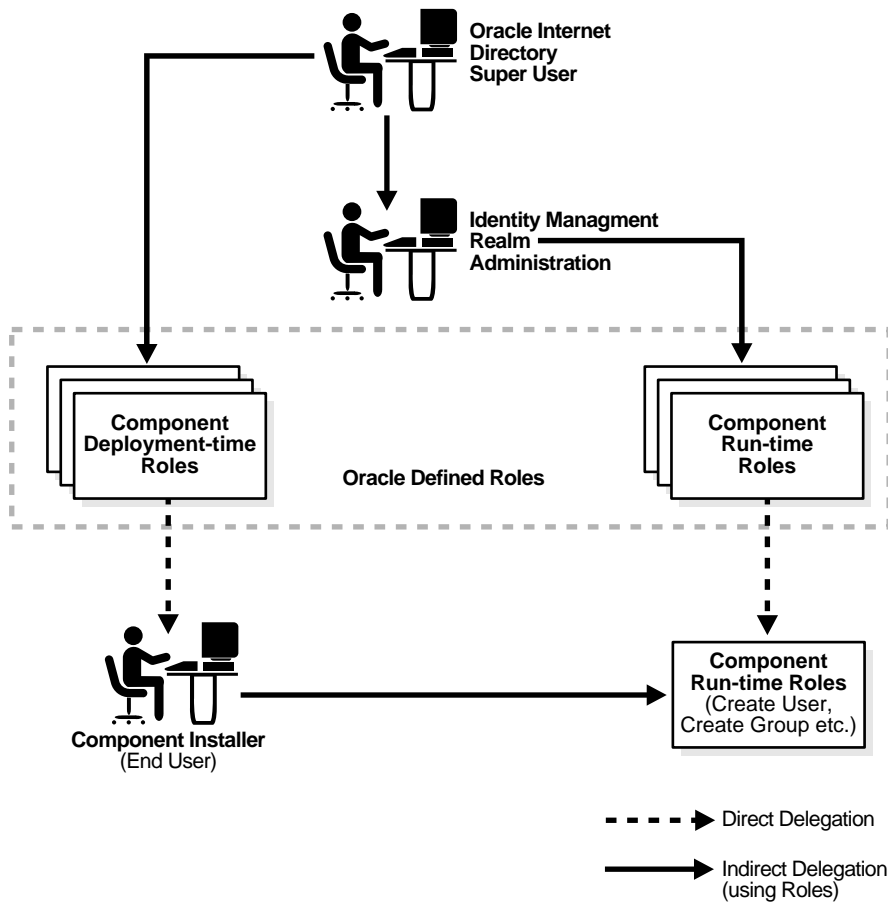 Oracle Internet
Directory
Super User
Identity Managment
Realm
Administration
Component
Deployment-time
Roles
Oracle Defined Roles
Component
Run-time
Roles
Component Installer
(End User)
Component
Run-time Roles
(Create User,
Create Group etc.)
Direct Delegation
Indirect Delegation
(using Roles)